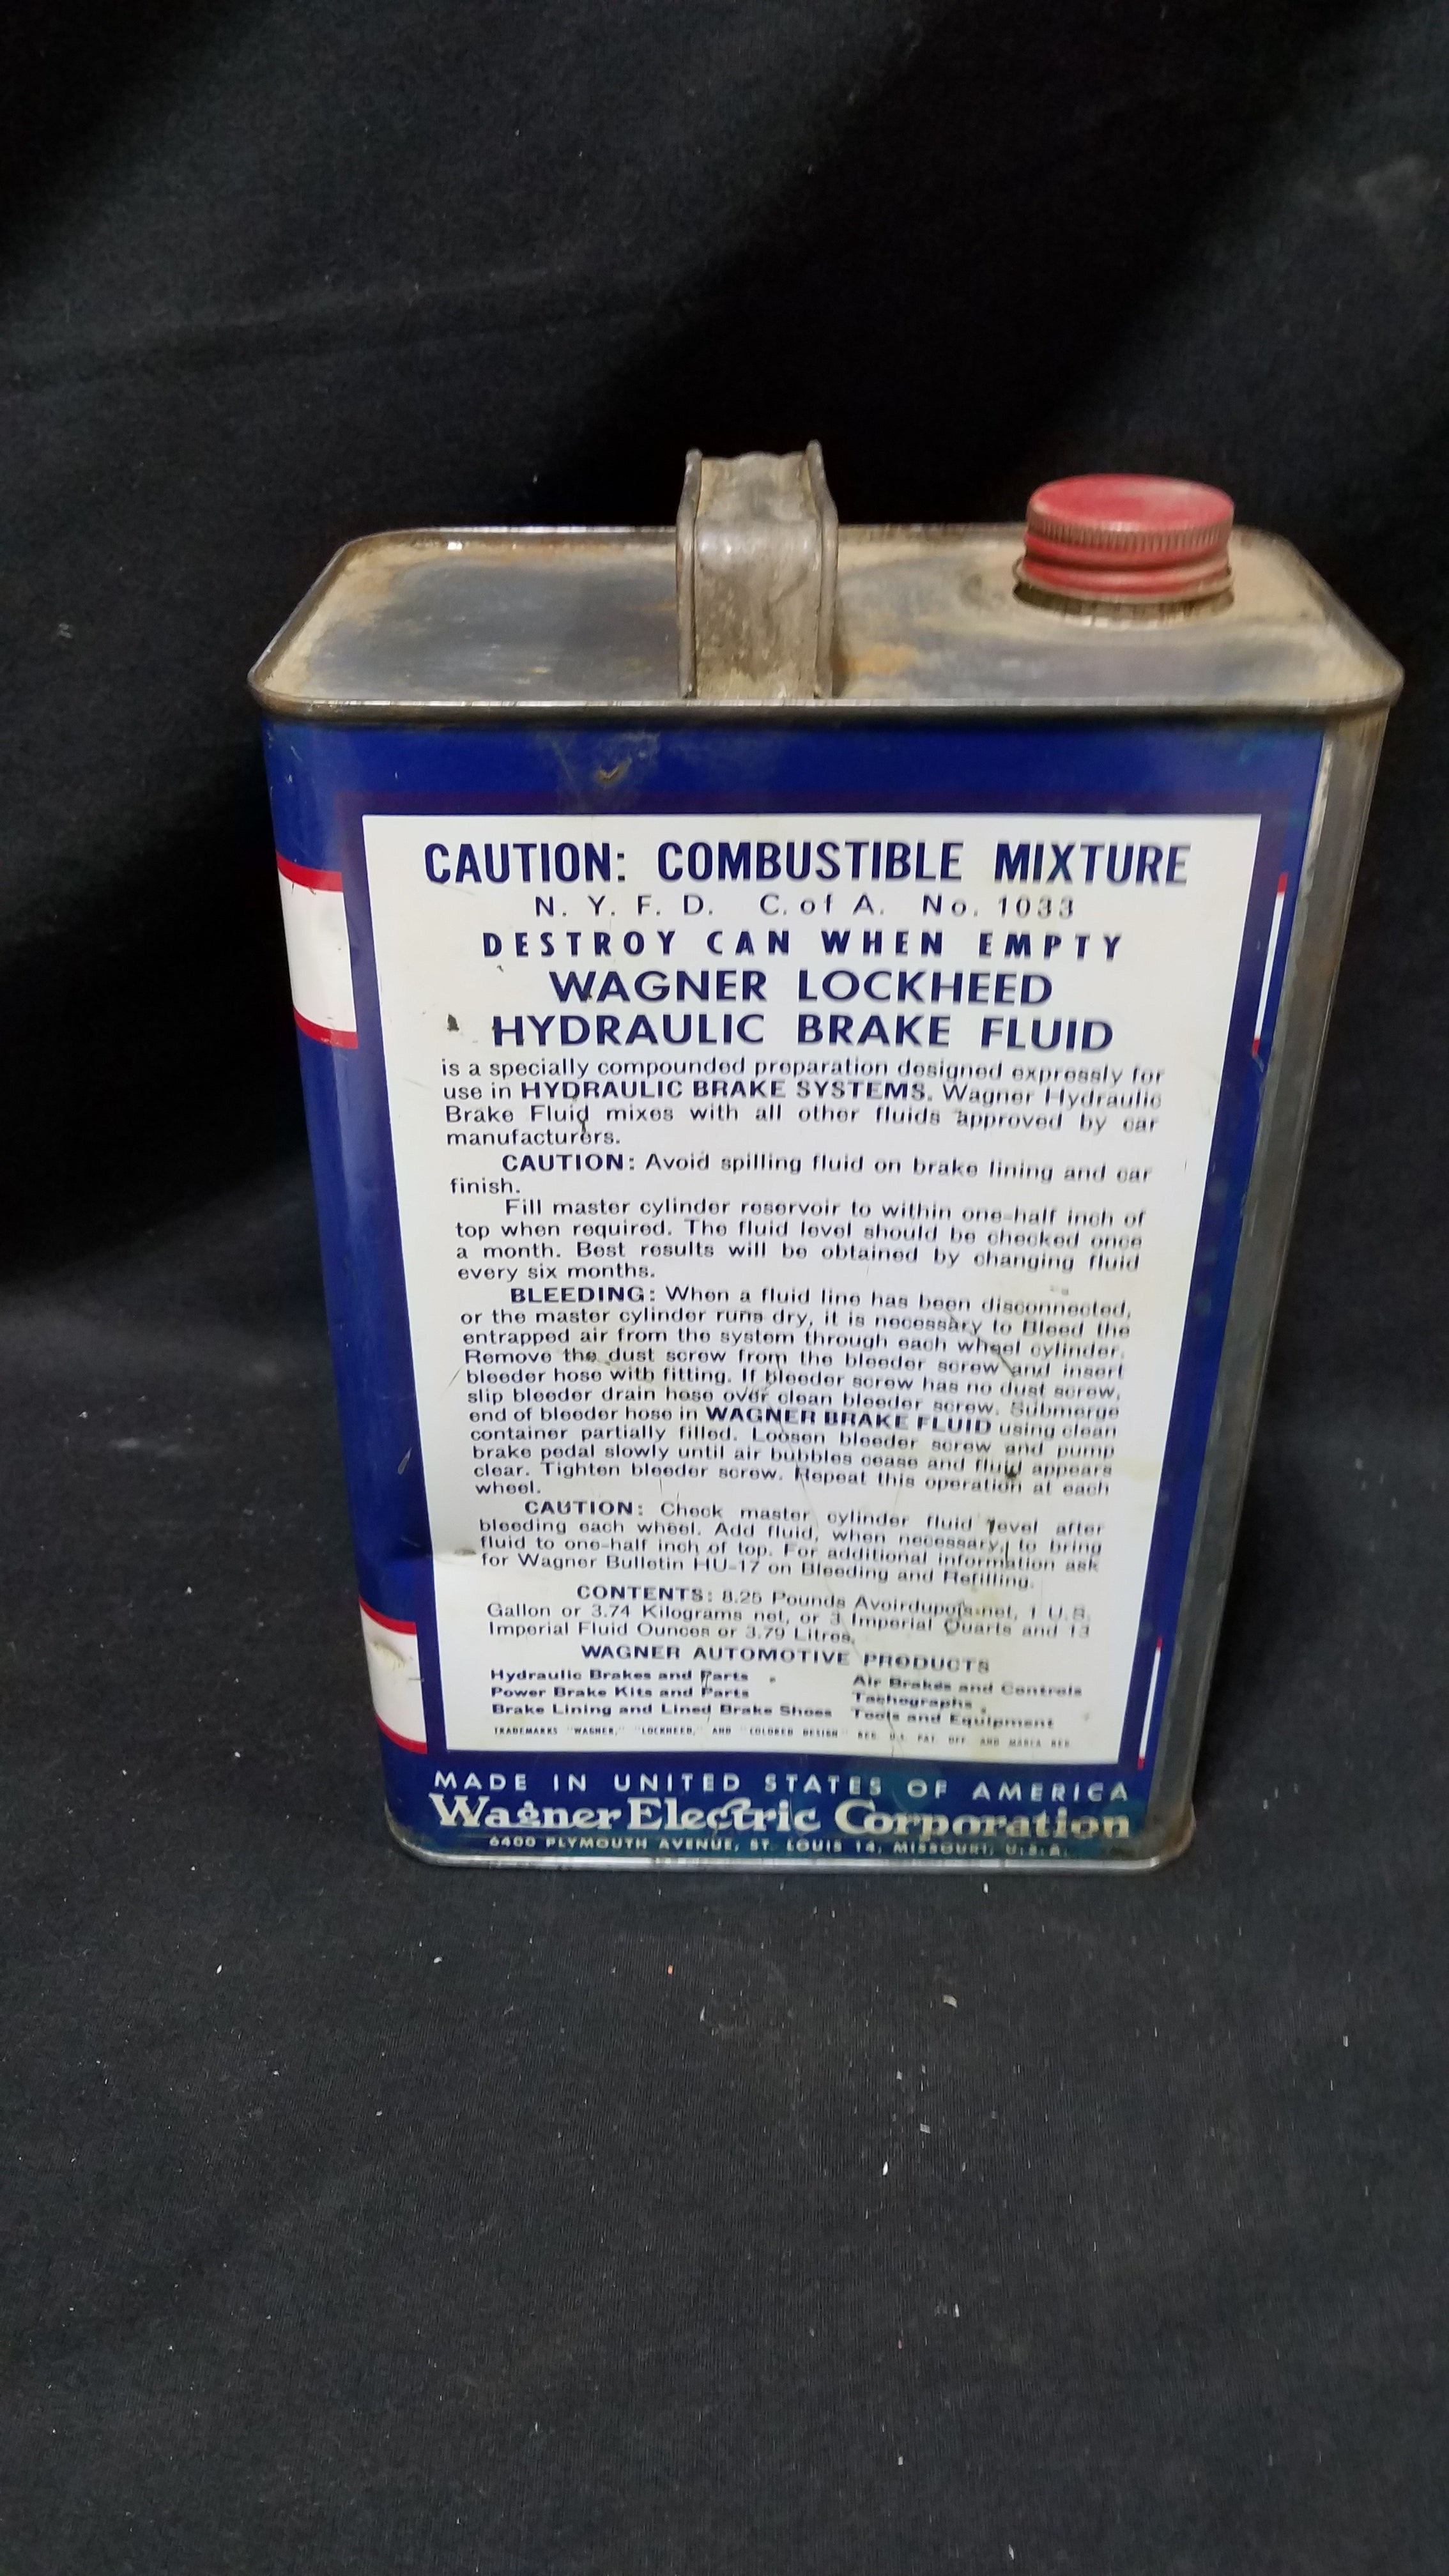 CAUTION: COMBUSTIBLE MIXTURE
N. Y. F. D. C. of A. No. 1033
DESTROY CAN WHEN EMPTY
WAGNER LOCKHEED
HYDRAULIC BRAKE FLUID
is a specially compounded preparation designed expressly for
use in HYDRAULIC BRAKE SYSTEMS. Wagner Hydraulic
Brake Fluid mixes with all other fluids approved by car
manufacturers.
CAUTION: Avoid spilling fluid on brake lining and car
finish.
Fill master cylinder reservoir to within one-half inch of
top when required. The fluid level should be checked once
a month. Best results will be obtained by changing fluid
every six months.
BLEEDING: When a fluid line has been disconnected,
or the master cylinder runs dry, it is necessary to Bleed the
entrapped air from the system through each wheel cylinder.
Remove the dust screw from the bleeder screw and insert
bleeder hose with fitting. If bleeder screw has no dust screw,
slip bleeder drain hose over clean bleeder screw. Submerge
end of bleeder hose in WAGNER BRAKE FLUID using clean
container partially filled. Loosen bleeder screw and pump
brake pedal slowly until air bubbles cease and fluid appears
clear. Tighten bleeder screw. Repeat this operation at each
wheel.
CAUTION: Check master cylinder fluid level after
bleeding each wheel. Add fluid, when necessary, to bring
fluid to one-half inch of top. For additional information ask
for Wagner Bulletin HU-17 on Bleeding and Refilling.
CONTENTS: 8.25 Pounds Avoirdupois net, 1 U.S.
Gallon or 3.74 Kilograms net, or 3 Imperial Quarts and 13
Imperial Fluid Ounces or 3.79 Litres.
WAGNER AUTOMOTIVE PRODUCTS
Hydraulic Brakes and Parts Air Brakes and Controls
Power Brake Kits and Parts Tachographs
Brake Lining and Lined Brake Shoes Tools and Equipment
TRADEMARKS "WAGNER," "LOCKHEED," AND "COLORED DESIGN" REG. U.S. PAT. OFF. AND MARCA REG.
MADE IN UNITED STATES OF AMERICA
Wagner Electric Corporation
6400 PLYMOUTH AVENUE, ST. LOUIS 14, MISSOURI, U.S.A.